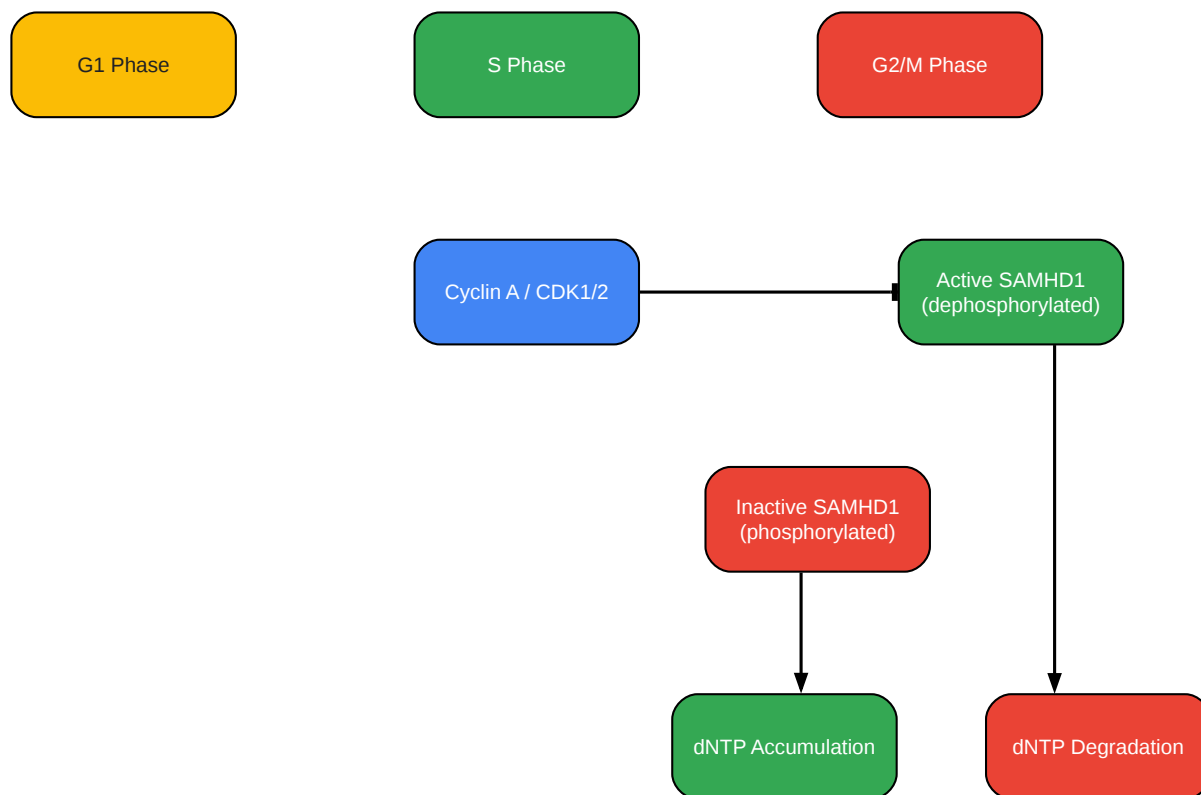 G1 Phase
S Phase
G2/M Phase
Cyclin A / CDK1/2
Active SAMHD1
(dephosphorylated)
Inactive SAMHD1
(phosphorylated)
dNTP Accumulation
dNTP Degradation